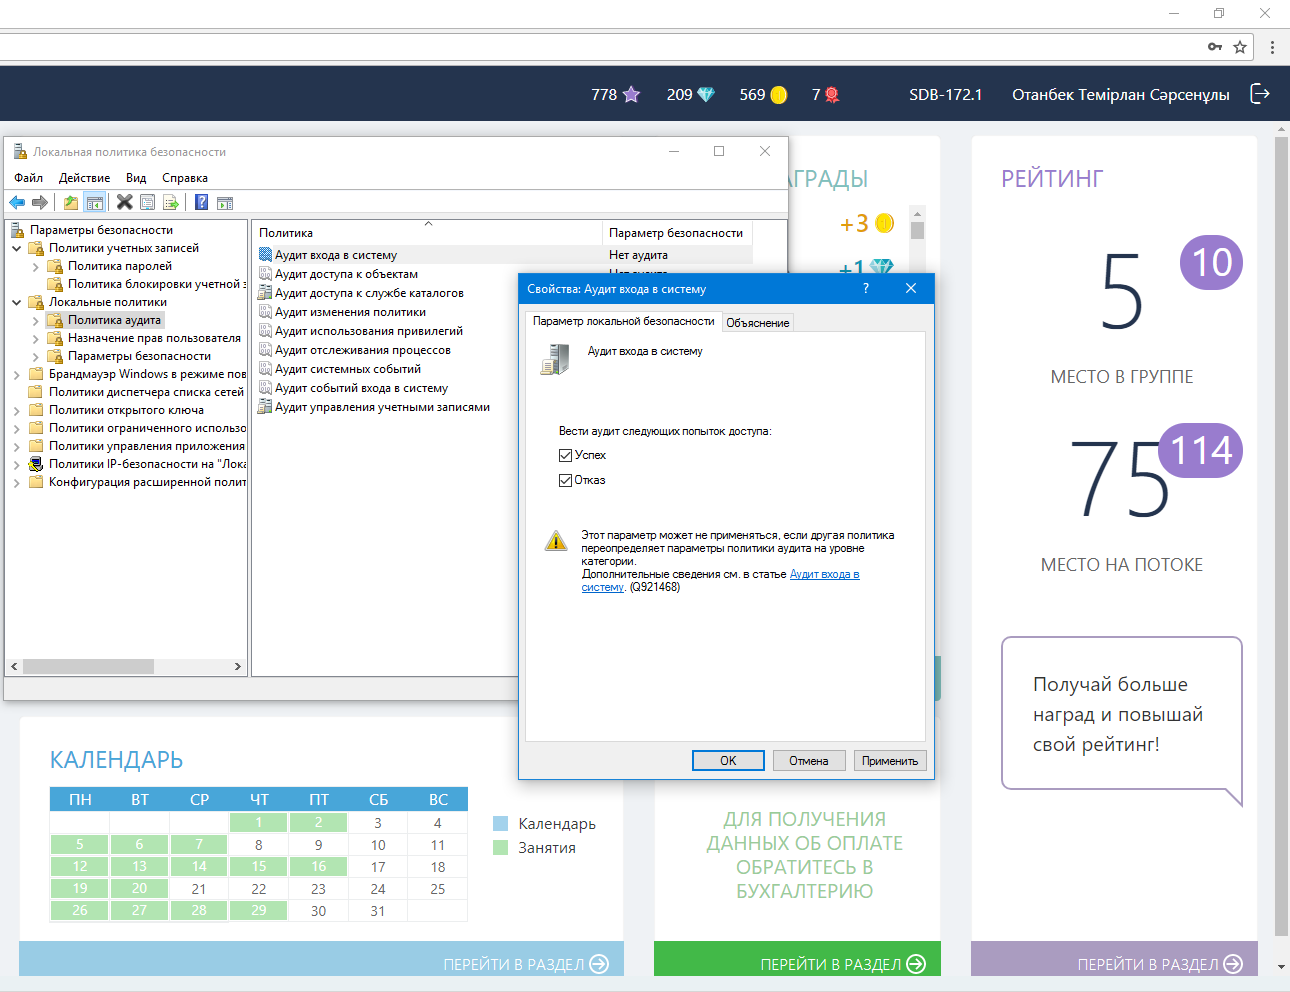 778
209
569
7
SDB-172.1
Отанбек Темірлан Сәрсенұлы
Локальная политика безопасности
Файл Действие Вид Справка
Параметры безопасности
Политики учетных записей
Политика паролей
Политика блокировки учетной з
Локальные политики
Политика аудита
Назначение прав пользователя
Параметры безопасности
Брандмауэр Windows в режиме пов
Политики диспетчера списка сетей
Политики открытого ключа
Политики ограниченного использо
Политики управления приложения
Политики IP-безопасности на "Лока
Конфигурация расширенной полит
Политика Параметр безопасности
Аудит входа в систему Нет аудита
Аудит доступа к объектам
Аудит доступа к службе каталогов
Аудит изменения политики
Аудит использования привилегий
Аудит отслеживания процессов
Аудит системных событий
Аудит событий входа в систему
Аудит управления учетными записями
Свойства: Аудит входа в систему ?
Параметр локальной безопасности Объяснение
Аудит входа в систему
Вести аудит следующих попыток доступа:
Успех
Отказ
Этот параметр может не применяться, если другая политика
переопределяет параметры политики аудита на уровне
категории.
Дополнительные сведения см. в статье Аудит входа в
систему. (Q921468)
ОК Отмена Применить
АГРАДЫ
+3
+1
РЕЙТИНГ
5 10
МЕСТО В ГРУППЕ
75 114
МЕСТО НА ПОТОКЕ
Получай больше
наград и повышай
свой рейтинг!
ПЕРЕЙТИ В РАЗДЕЛ
КАЛЕНДАРЬ
ПН ВТ СР ЧТ ПТ СБ ВС
1 2 3 4
5 6 7 8 9 10 11
12 13 14 15 16 17 18
19 20 21 22 23 24 25
26 27 28 29 30 31
Календарь
Занятия
ПЕРЕЙТИ В РАЗДЕЛ
ДЛЯ ПОЛУЧЕНИЯ
ДАННЫХ ОБ ОПЛАТЕ
ОБРАТИТЕСЬ В
БУХГАЛТЕРИЮ
ПЕРЕЙТИ В РАЗДЕЛ